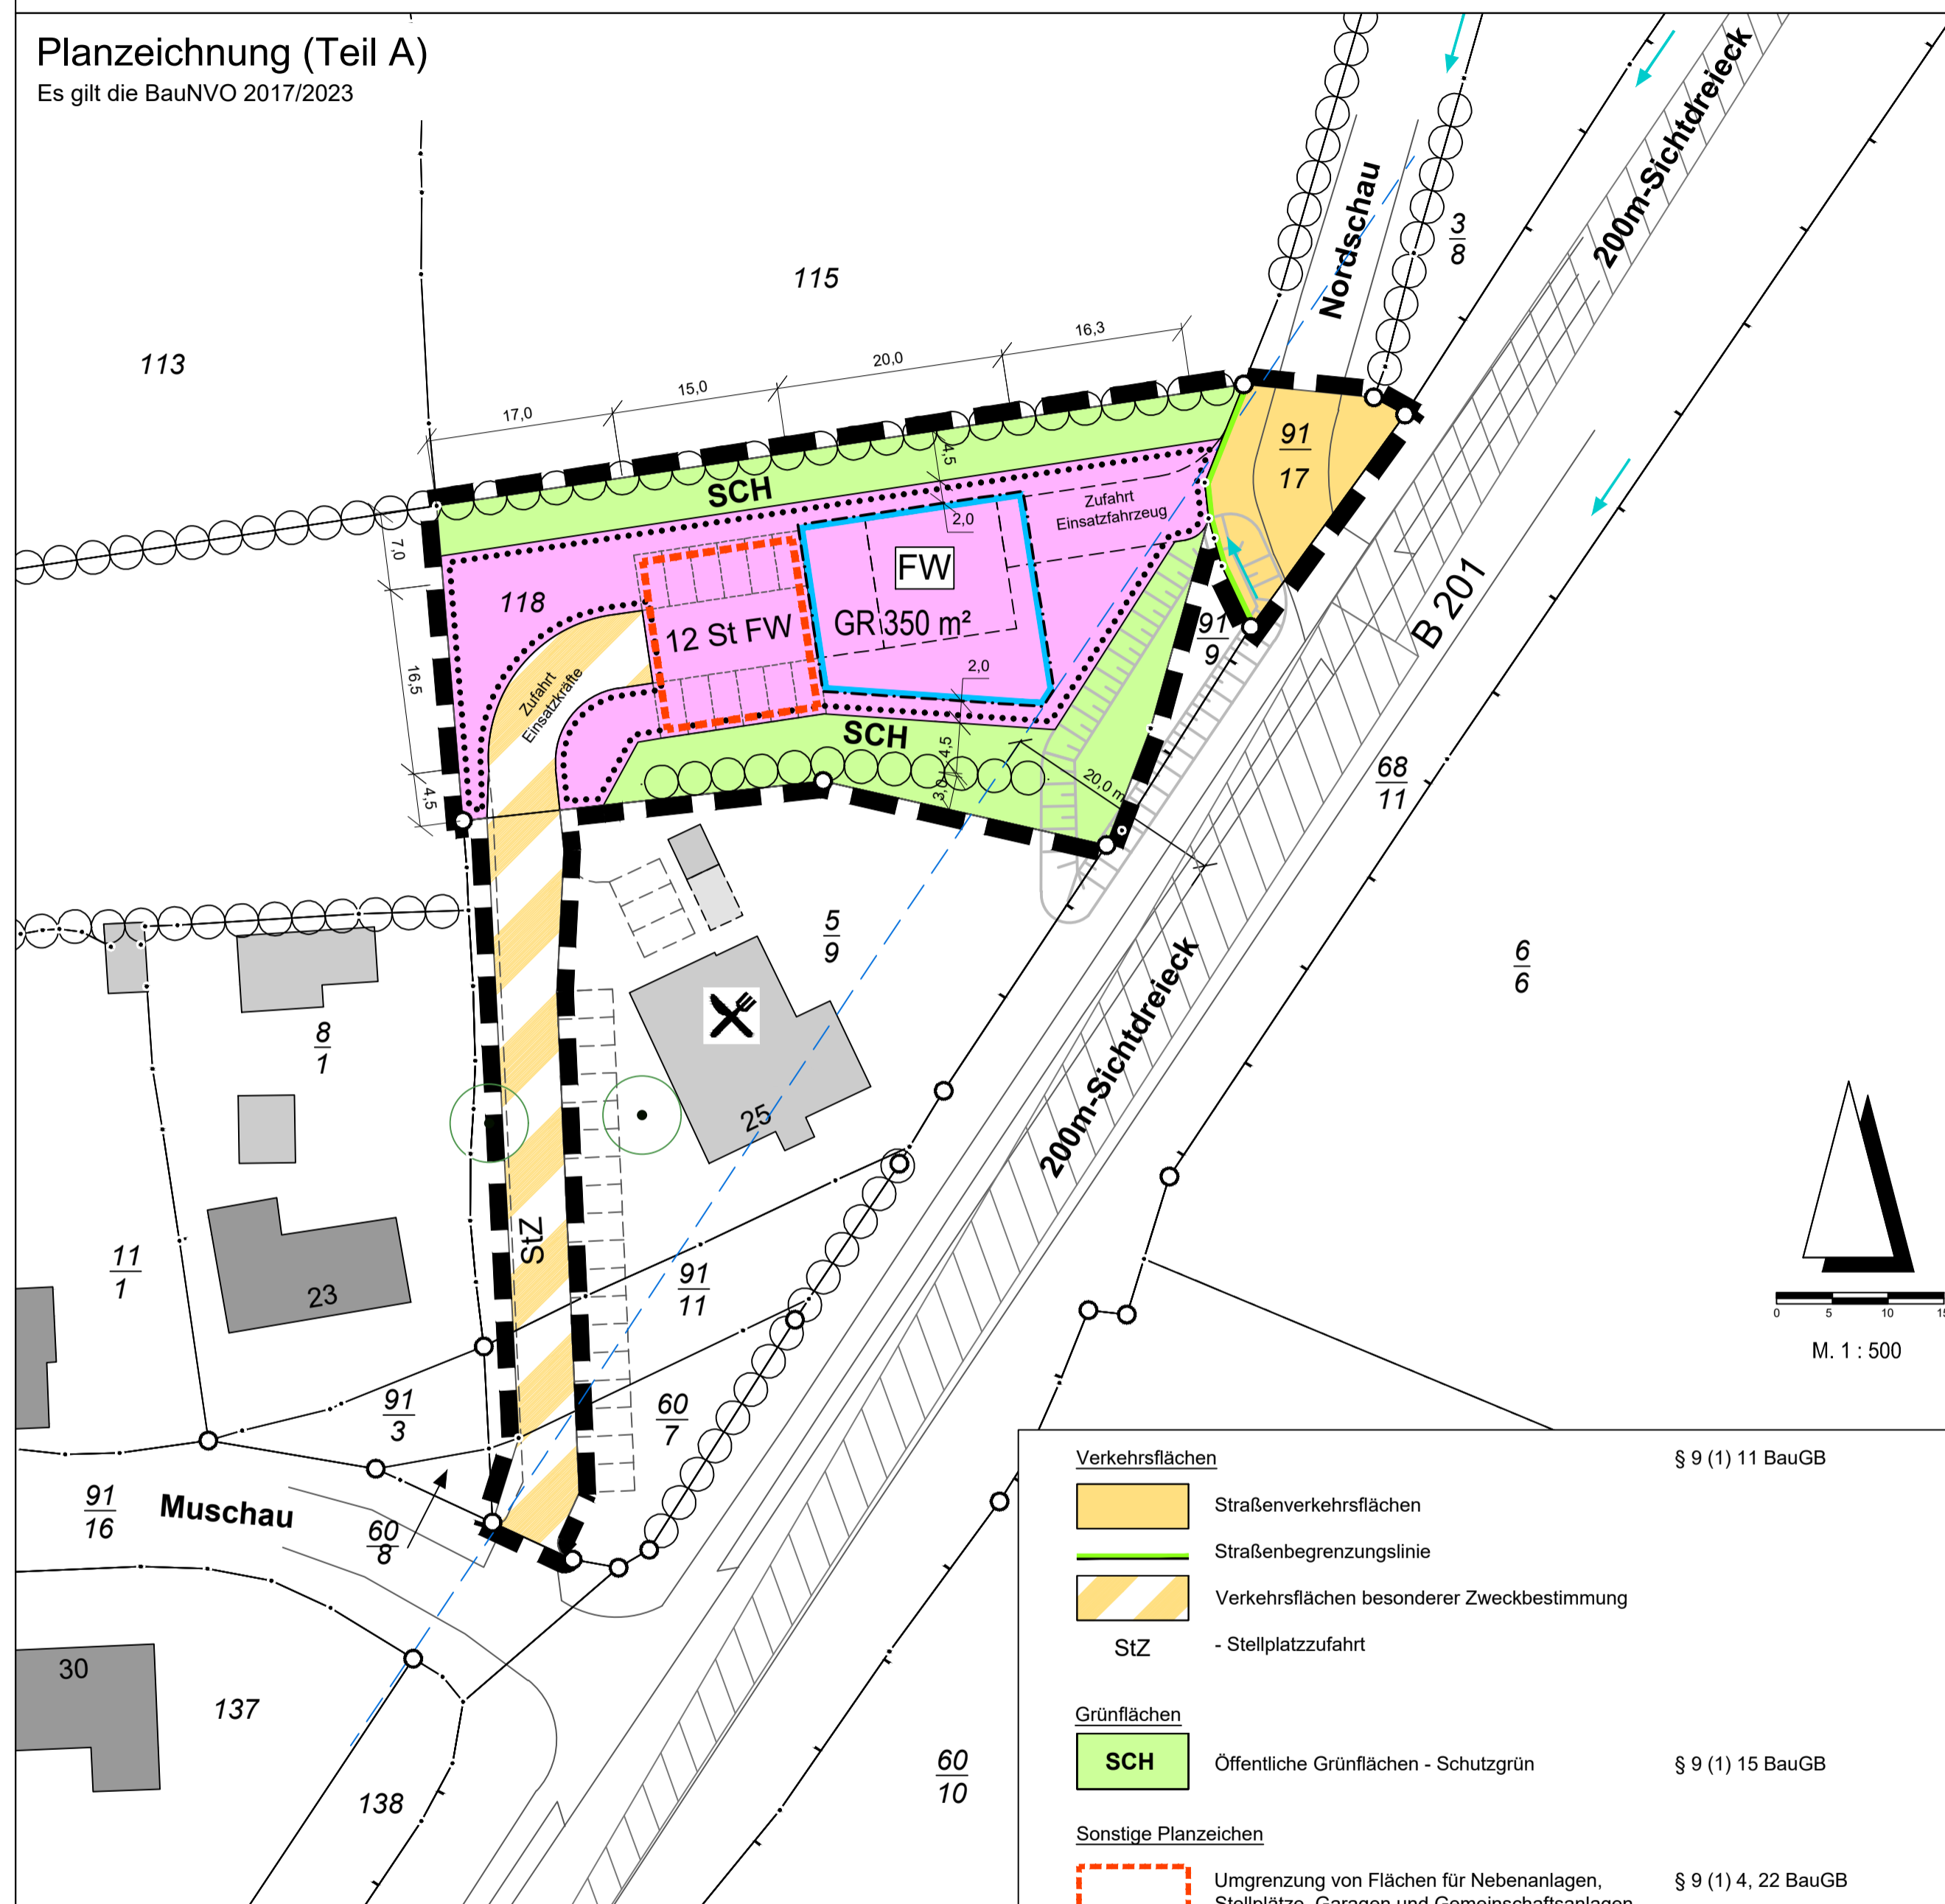 Planzeichnung (Teil A)
Es gilt die BauNVO 2017/2023
113
115
Nordschau
3
8
200m-Sichtdreieck
17,0
15,0
20,0
16,3
91
17
SCH
4,5
2,0
Zufahrt
Einsatzfahrzeug
7,0
118
FW
12 St FW
GR 350 m²
91
9
B 201
16,5
Zufahrt
Einsatzkräfte
2,0
SCH
4,5
3,0
20,0 m
4,5
68
11
5
9
6
6
8
1
200m-Sichtdreieck
25
StZ
11
1
23
91
11
0
5
10
15
M. 1 : 500
91
3
60
7
91
16
Muschau
60
8
30
137
138
60
10
Verkehrsflächen
§ 9 (1) 11 BauGB
Straßenverkehrsflächen
Straßenbegrenzungslinie
Verkehrsflächen besonderer Zweckbestimmung
StZ
- Stellplatzzufahrt
Grünflächen
SCH
Öffentliche Grünflächen - Schutzgrün
§ 9 (1) 15 BauGB
Sonstige Planzeichen
Umgrenzung von Flächen für Nebenanlagen,
§ 9 (1) 4, 22 BauGB
Stellplätze, Garagen und Gemeinschaftsanlagen